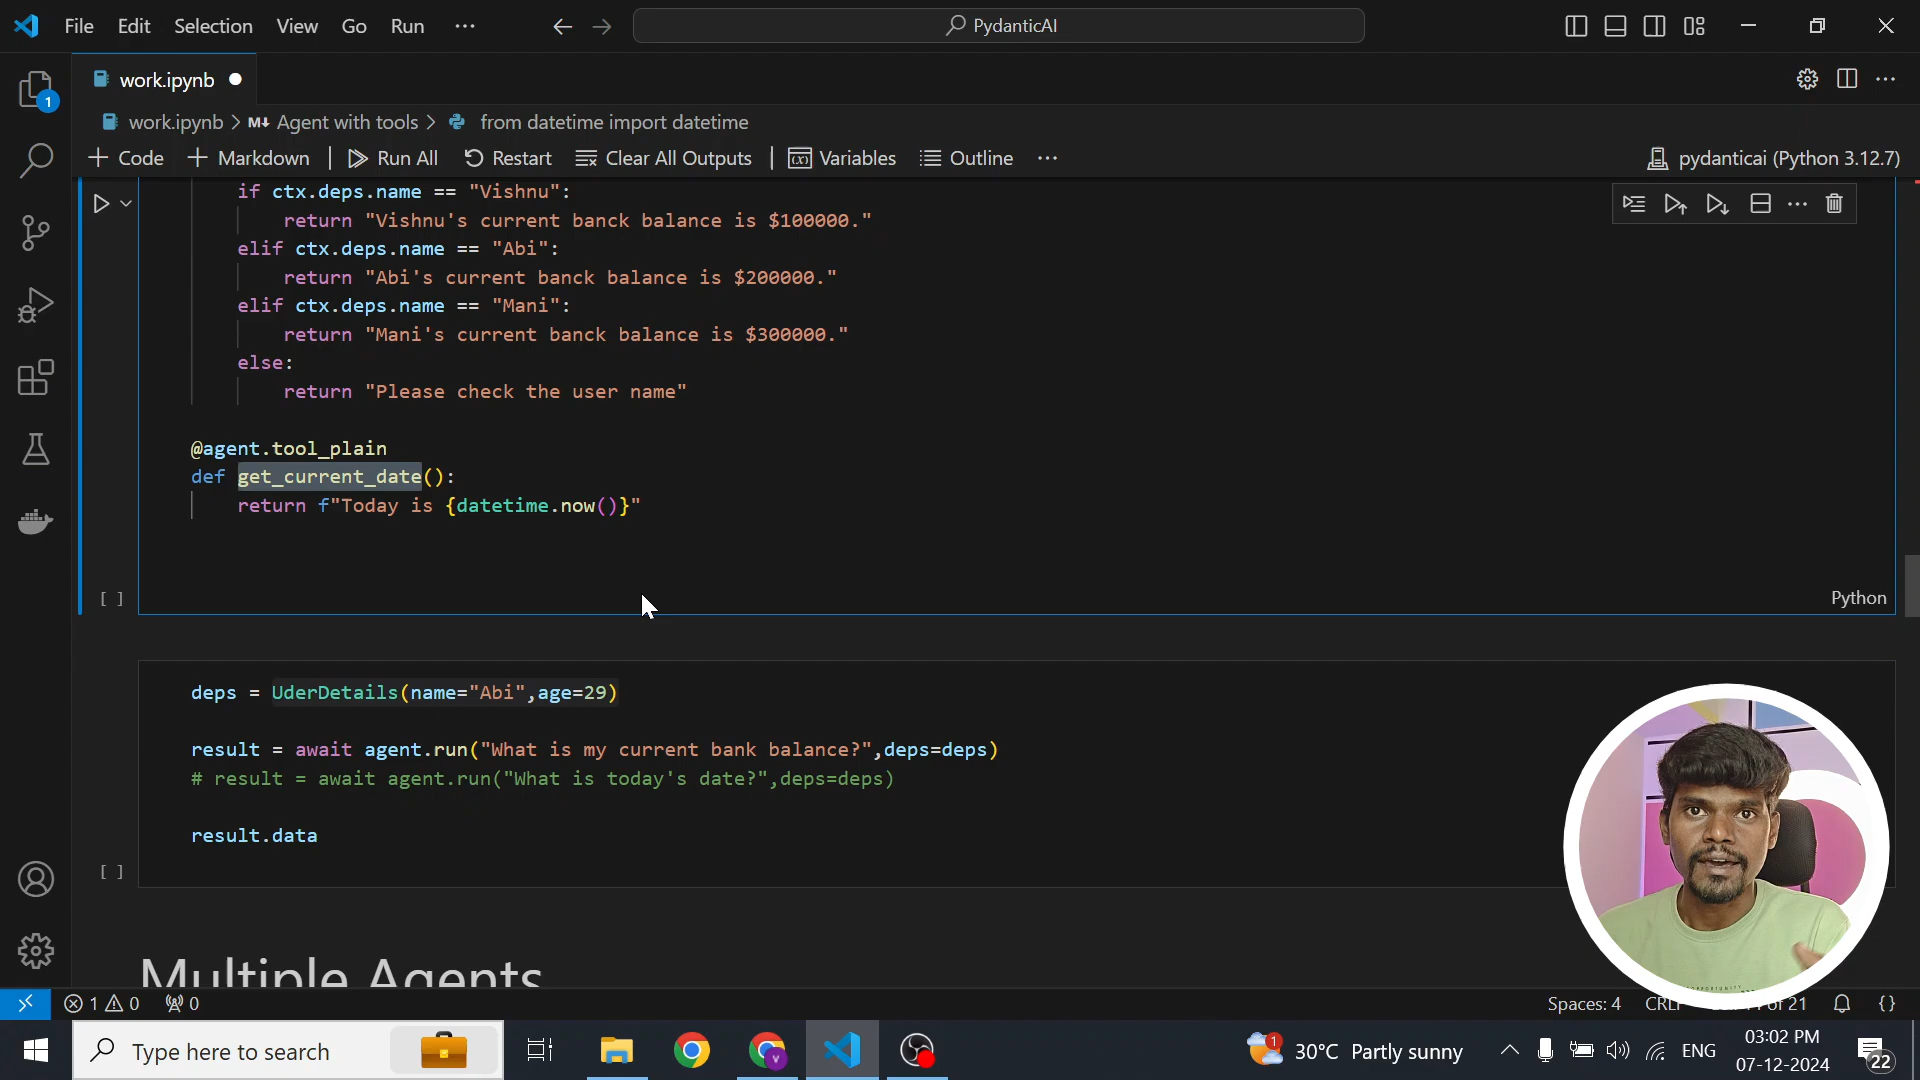 File Edit Selection View Go Run ···
PydanticAI
1
work.ipynb
work.ipynb > M↓ Agent with tools > from datetime import datetime
+ Code + Markdown | Run All Restart Clear All Outputs | Variables Outline ···
pydanticai (Python 3.12.7)
if ctx.deps.name == "Vishnu":
return "Vishnu's current banck balance is $100000."
elif ctx.deps.name == "Abi":
return "Abi's current banck balance is $200000."
elif ctx.deps.name == "Mani":
return "Mani's current banck balance is $300000."
else:
return "Please check the user name"
@agent.tool_plain
def get_current_date():
return f"Today is {datetime.now()}"
[ ]
Python
deps = UderDetails(name="Abi",age=29)
result = await agent.run("What is my current bank balance?",deps=deps)
# result = await agent.run("What is today's date?",deps=deps)
result.data
[ ]
Multiple Agents
1 0 0
Spaces: 4 CRLF of 21 {}
Type here to search
1 30°C Partly sunny
ENG
03:02 PM
07-12-2024
22